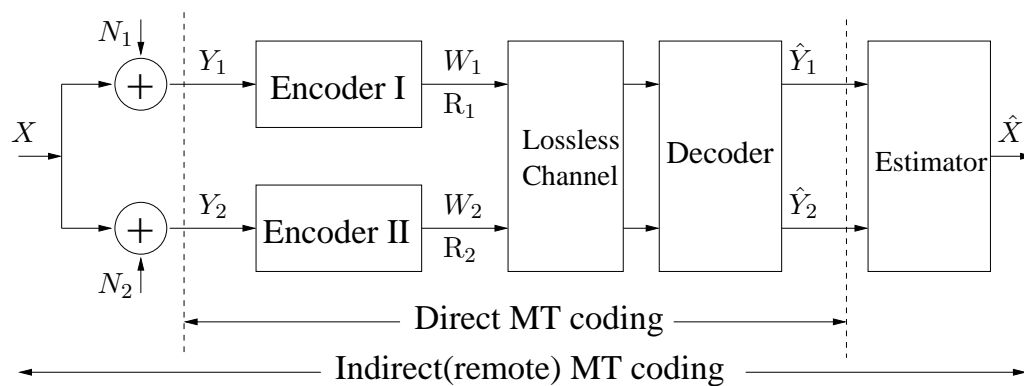 N₁
Y₁
Encoder I
W₁
R₁
X
Lossless
Channel
Decoder
Ŷ₁
Estimator
X̂
N₂
Y₂
Encoder II
W₂
R₂
Ŷ₂
Direct MT coding
Indirect(remote) MT coding